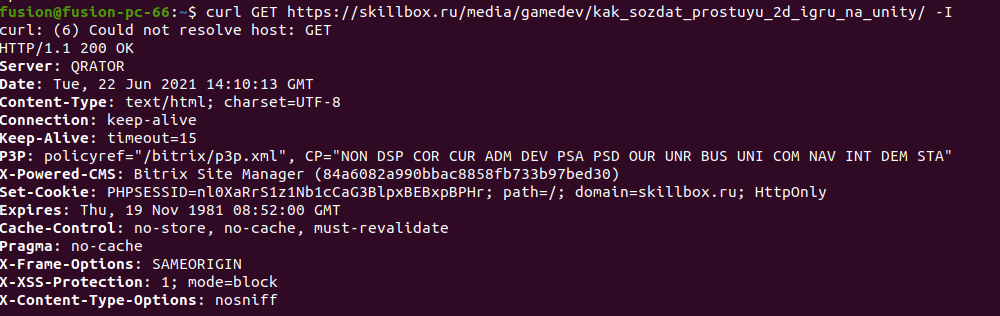 fusion@fusion-pc-66:~$ curl GET https://skillbox.ru/media/gamedev/kak_sozdat_prostuyu_2d_igru_na_unity/ -I
curl: (6) Could not resolve host: GET
HTTP/1.1 200 OK
Server: QRATOR
Date: Tue, 22 Jun 2021 14:10:13 GMT
Content-Type: text/html; charset=UTF-8
Connection: keep-alive
Keep-Alive: timeout=15
P3P: policyref="/bitrix/p3p.xml", CP="NON DSP COR CUR ADM DEV PSA PSD OUR UNR BUS UNI COM NAV INT DEM STA"
X-Powered-CMS: Bitrix Site Manager (84a6082a990bbac8858fb733b97bed30)
Set-Cookie: PHPSESSID=nl0XaRrS1z1Nb1cCaG3BlpxBEBxpBPHr; path=/; domain=skillbox.ru; HttpOnly
Expires: Thu, 19 Nov 1981 08:52:00 GMT
Cache-Control: no-store, no-cache, must-revalidate
Pragma: no-cache
X-Frame-Options: SAMEORIGIN
X-XSS-Protection: 1; mode=block
X-Content-Type-Options: nosniff